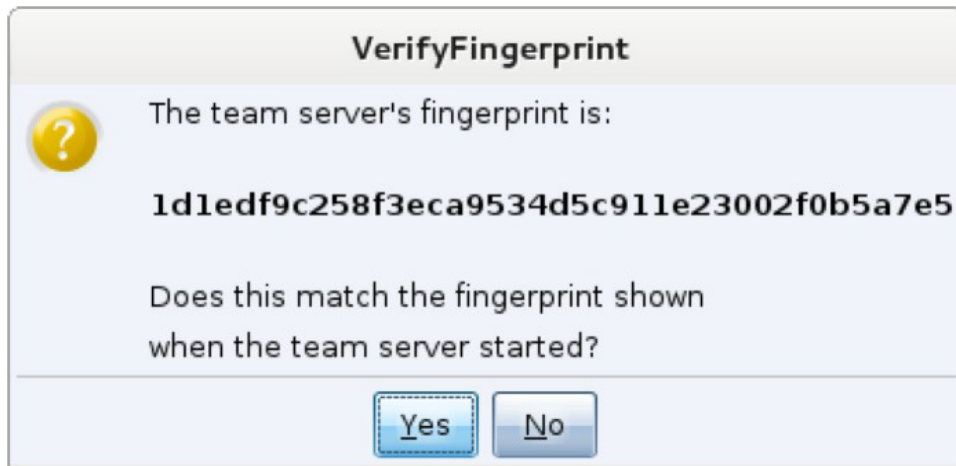 VerifyFingerprint
?
The team server's fingerprint is:
1d1edf9c258f3eca9534d5c911e23002f0b5a7e5
Does this match the fingerprint shown
when the team server started?
Yes No